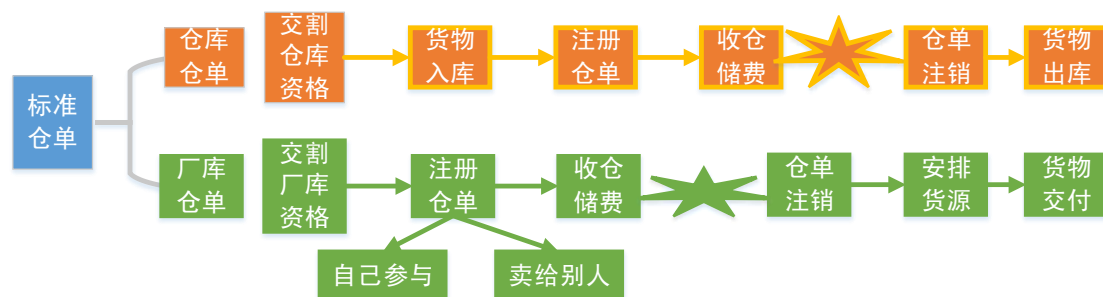 标准
仓单
仓库
仓单
交割
仓库
资格
货物
入库
注册
仓单
收仓
储费
仓单
注销
货物
出库
厂库
仓单
交割
厂库
资格
注册
仓单
收仓
储费
仓单
注销
安排
货源
货物
交付
自己参与
卖给别人